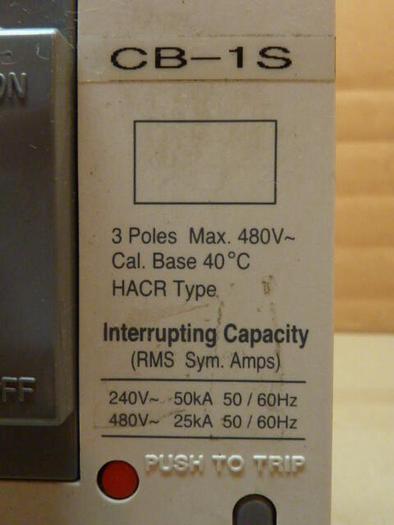 CB-1S
ON
3 Poles Max. 480V~
Cal. Base 40°C
HACR Type
Interrupting Capacity
(RMS Sym. Amps)
240V~ 50kA 50 / 60Hz
OFF
480V~ 25kA 50 / 60Hz
PUSH TO TRIP